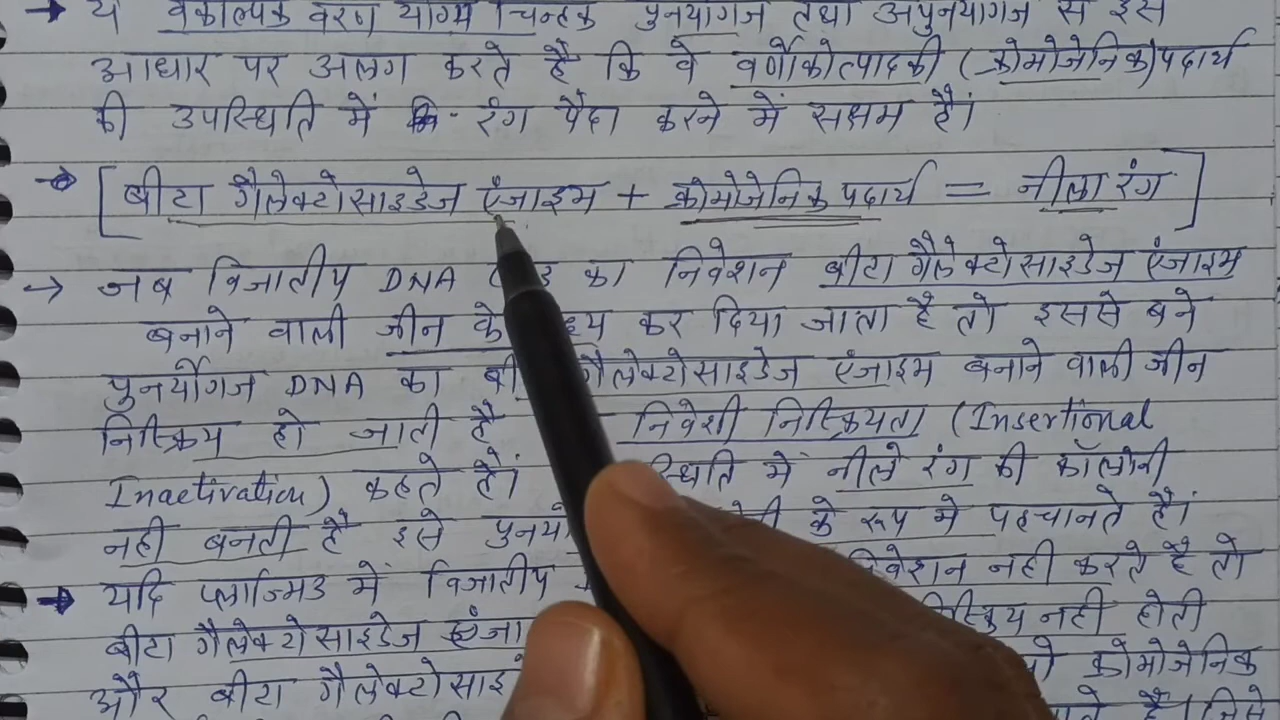 → ये वैकल्पिक वरण योग्य चिन्हक पुनर्योगज तथा अपुनर्योगज से इस
आधार पर अलग करते है कि वे वर्णोकोत्पादकी (क्रोमोजेनिक) पदार्थ
की उपस्थिति में रंग पैदा करने में सक्षम है।
→ [बीटा गैलेक्टोसाइडेज एंजाइम + क्रोमोजेनिक पदार्थ = नीला रंग]
→ जब विजातीय DNA का निवेशन बीटा गैलेक्टोसाइडेज एंजाइम
बनाने वाली जीन के कर दिया जाता है तो इससे बने
पुनर्योगज DNA का गैलेक्टोसाइडेज एंजाइम बनाने वाली जीन
निष्क्रिय हो जाती है निवेशी निष्क्रियता (Insertional
Inactivation) कहते है। स्थिति में नीले रंग की कॉलोनी
नही बनती है इसे के रूप मे पहचानते है।
→ यदि प्लाज्मिड में विजातीय निवेशन नही करते है तो
बीटा गैलेक्टोसाइडेज निष्क्रिय नही होती
और बीटा क्रोमोजेनिक